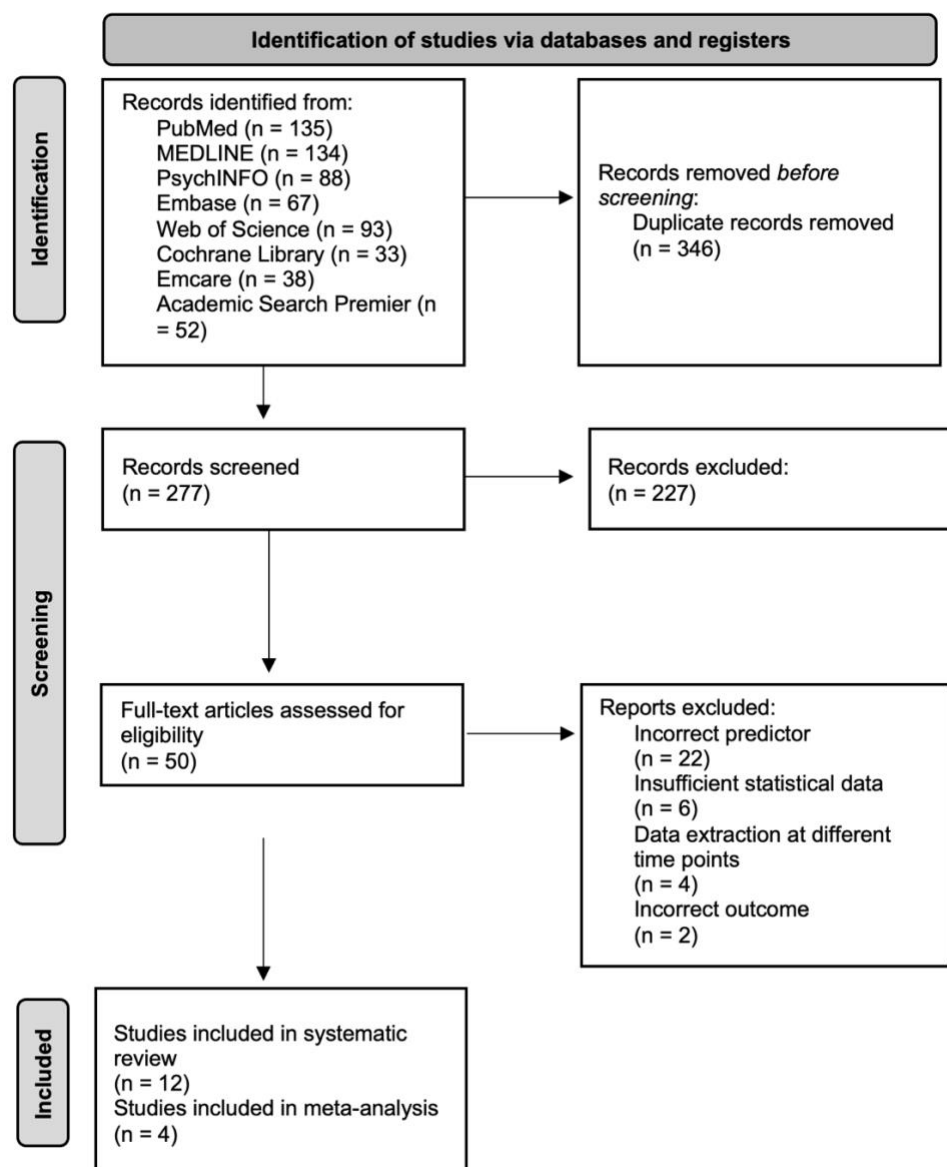 Identification of studies via databases and registers
Identification
Records identified from:
PubMed (n = 135)
MEDLINE (n = 134)
PsychINFO (n = 88)
Embase (n = 67)
Web of Science (n = 93)
Cochrane Library (n = 33)
Emcare (n = 38)
Academic Search Premier (n
= 52)
Records removed before
screening:
Duplicate records removed
(n = 346)
Screening
Records screened
(n = 277)
Records excluded:
(n = 227)
Full-text articles assessed for
eligibility
(n = 50)
Reports excluded:
Incorrect predictor
(n = 22)
Insufficient statistical data
(n = 6)
Data extraction at different
time points
(n = 4)
Incorrect outcome
(n = 2)
Included
Studies included in systematic
review
(n = 12)
Studies included in meta-analysis
(n = 4)